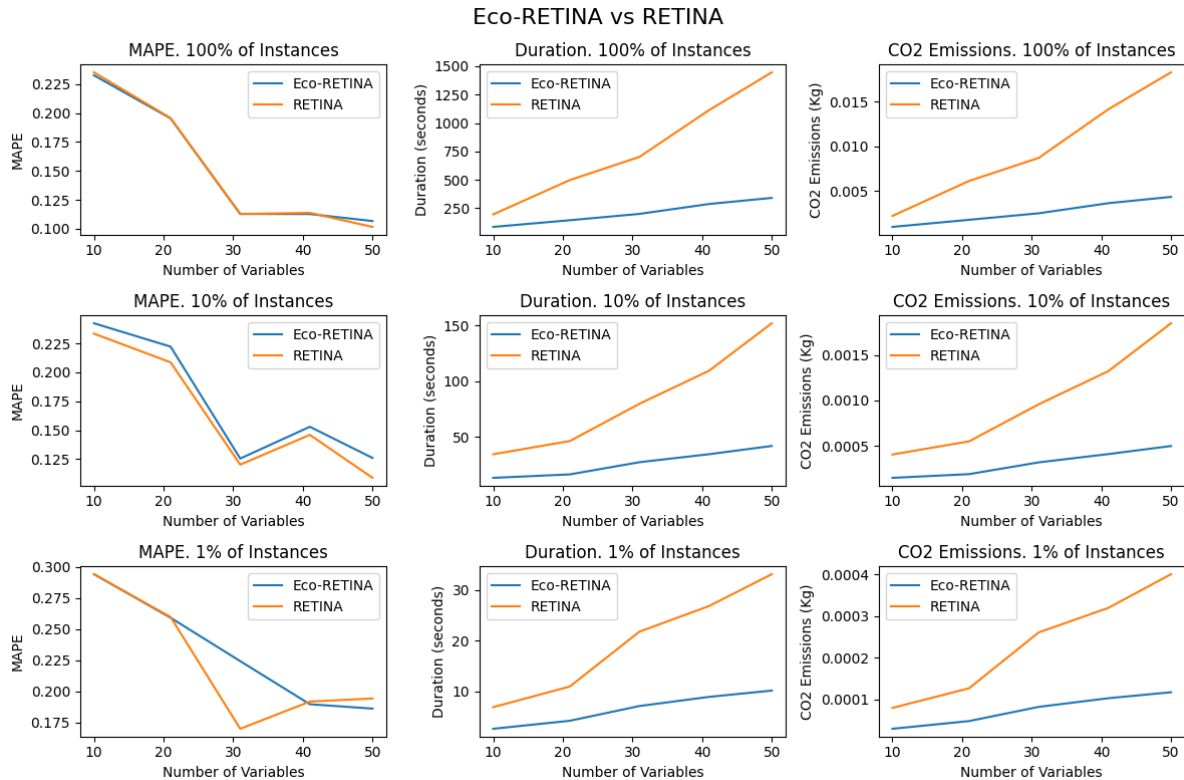 Eco-RETINA vs RETINA
MAPE. 100% of Instances
MAPE
0.225
0.200
0.175
0.150
0.125
0.100
Eco-RETINA
RETINA
10 20 30 40 50
Number of Variables
Duration. 100% of Instances
Duration (seconds)
1500
1250
1000
750
500
250
Eco-RETINA
RETINA
10 20 30 40 50
Number of Variables
CO2 Emissions. 100% of Instances
CO2 Emissions (Kg)
0.015
0.010
0.005
Eco-RETINA
RETINA
10 20 30 40 50
Number of Variables
MAPE. 10% of Instances
MAPE
0.225
0.200
0.175
0.150
0.125
Eco-RETINA
RETINA
10 20 30 40 50
Number of Variables
Duration. 10% of Instances
Duration (seconds)
150
100
50
Eco-RETINA
RETINA
10 20 30 40 50
Number of Variables
CO2 Emissions. 10% of Instances
CO2 Emissions (Kg)
0.0015
0.0010
0.0005
Eco-RETINA
RETINA
10 20 30 40 50
Number of Variables
MAPE. 1% of Instances
MAPE
0.300
0.275
0.250
0.225
0.200
0.175
Eco-RETINA
RETINA
10 20 30 40 50
Number of Variables
Duration. 1% of Instances
Duration (seconds)
30
20
10
Eco-RETINA
RETINA
10 20 30 40 50
Number of Variables
CO2 Emissions. 1% of Instances
CO2 Emissions (Kg)
0.0004
0.0003
0.0002
0.0001
Eco-RETINA
RETINA
10 20 30 40 50
Number of Variables